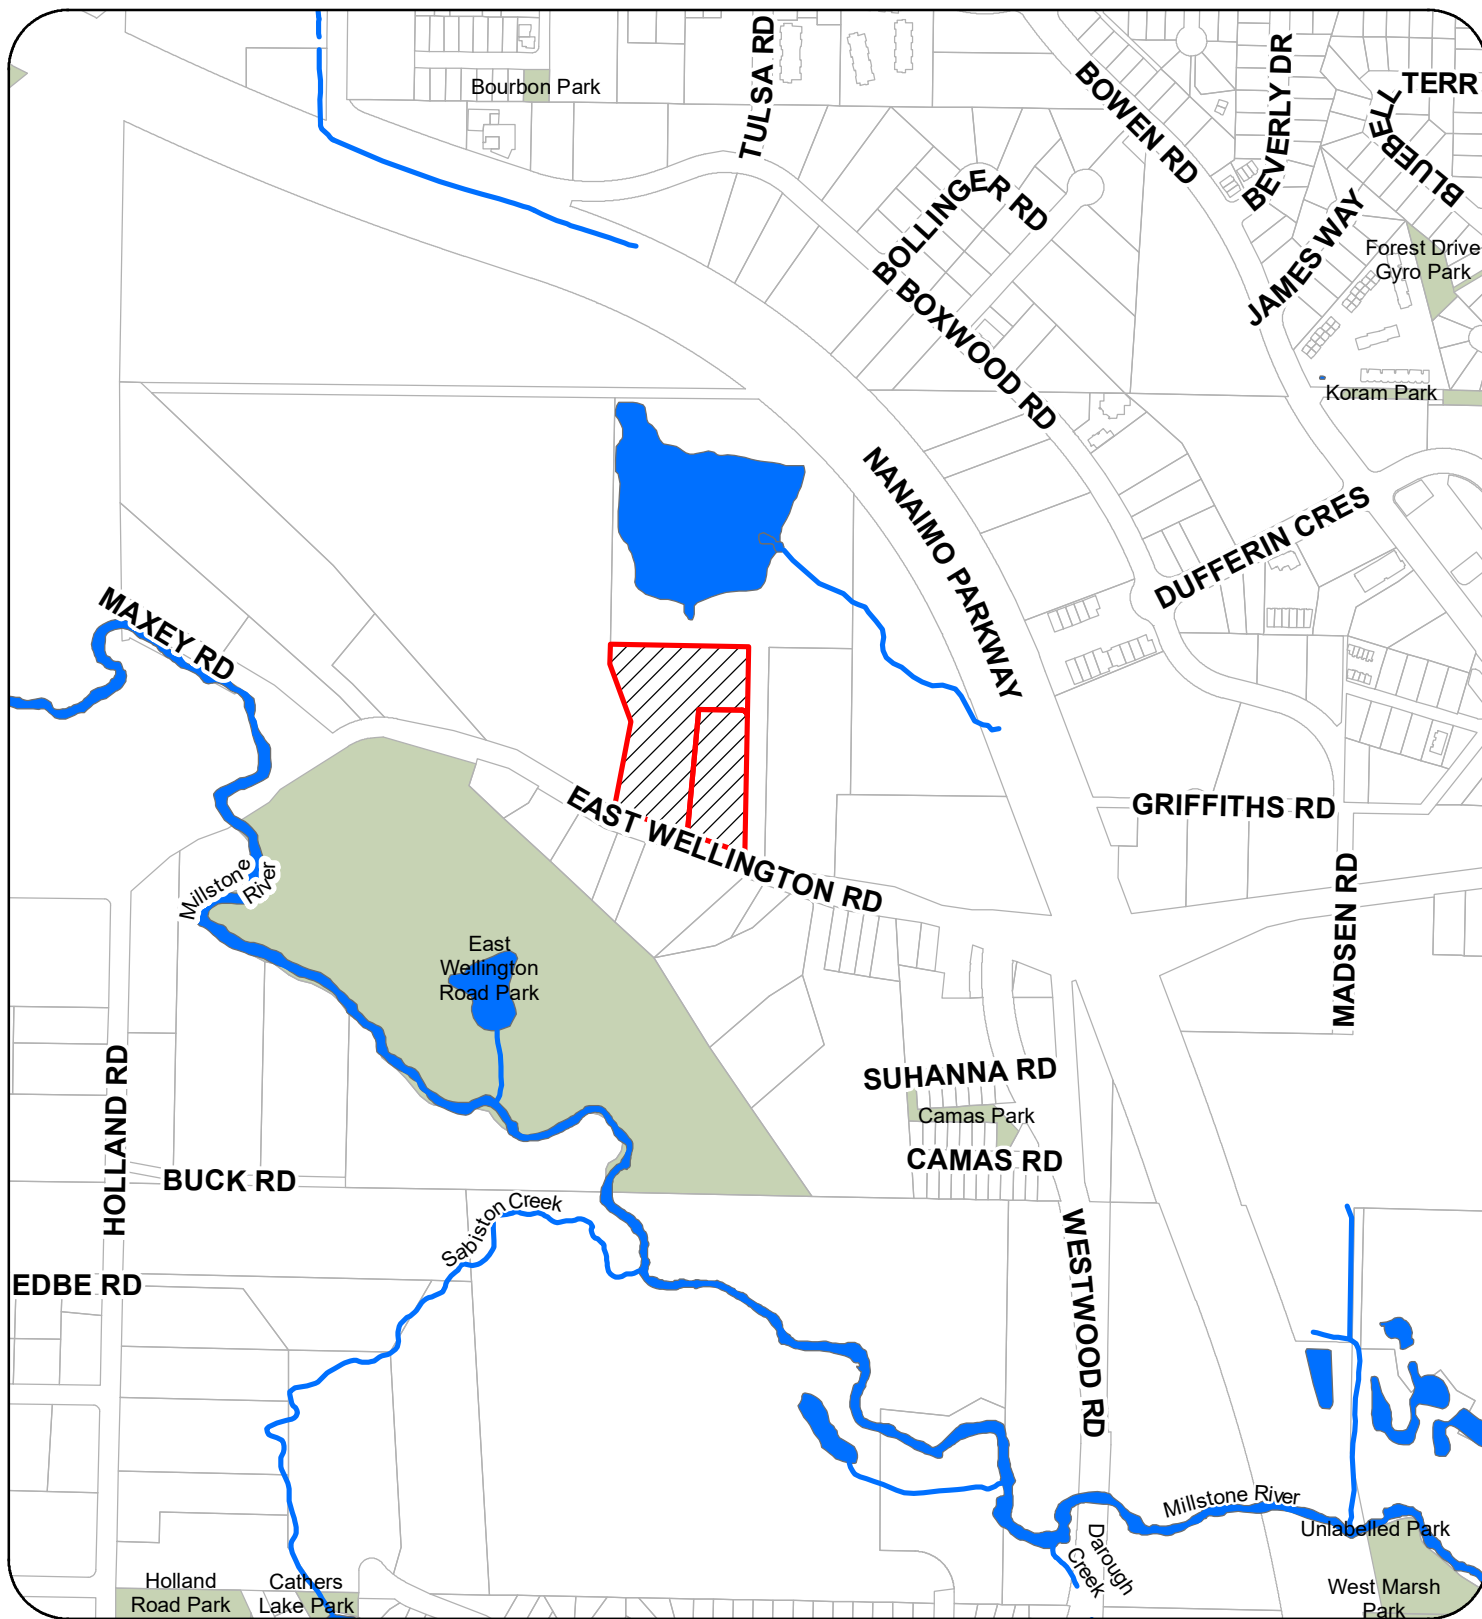 TULSA RD
Bourbon Park
BOWEN RD
BEVERLY DR
TERR
BLUEBELL
BOLLINGER RD
JAMES WAY
Forest Drive
Gyro Park
B
BOXWOOD RD
Koram Park
NANAIMO PARKWAY
DUFFERIN CRES
MAXEY RD
EAST WELLINGTON RD
GRIFFITHS RD
MADSEN RD
Millstone
River
East
Wellington
Road Park
HOLLAND RD
SUHANNA RD
Camas Park
CAMAS RD
BUCK RD
Sabiston Creek
WESTWOOD RD
EDBE RD
Millstone River
Darough
Creek
Unlabelled Park
Holland
Road Park
Cathers
Lake Park
West Marsh
Park